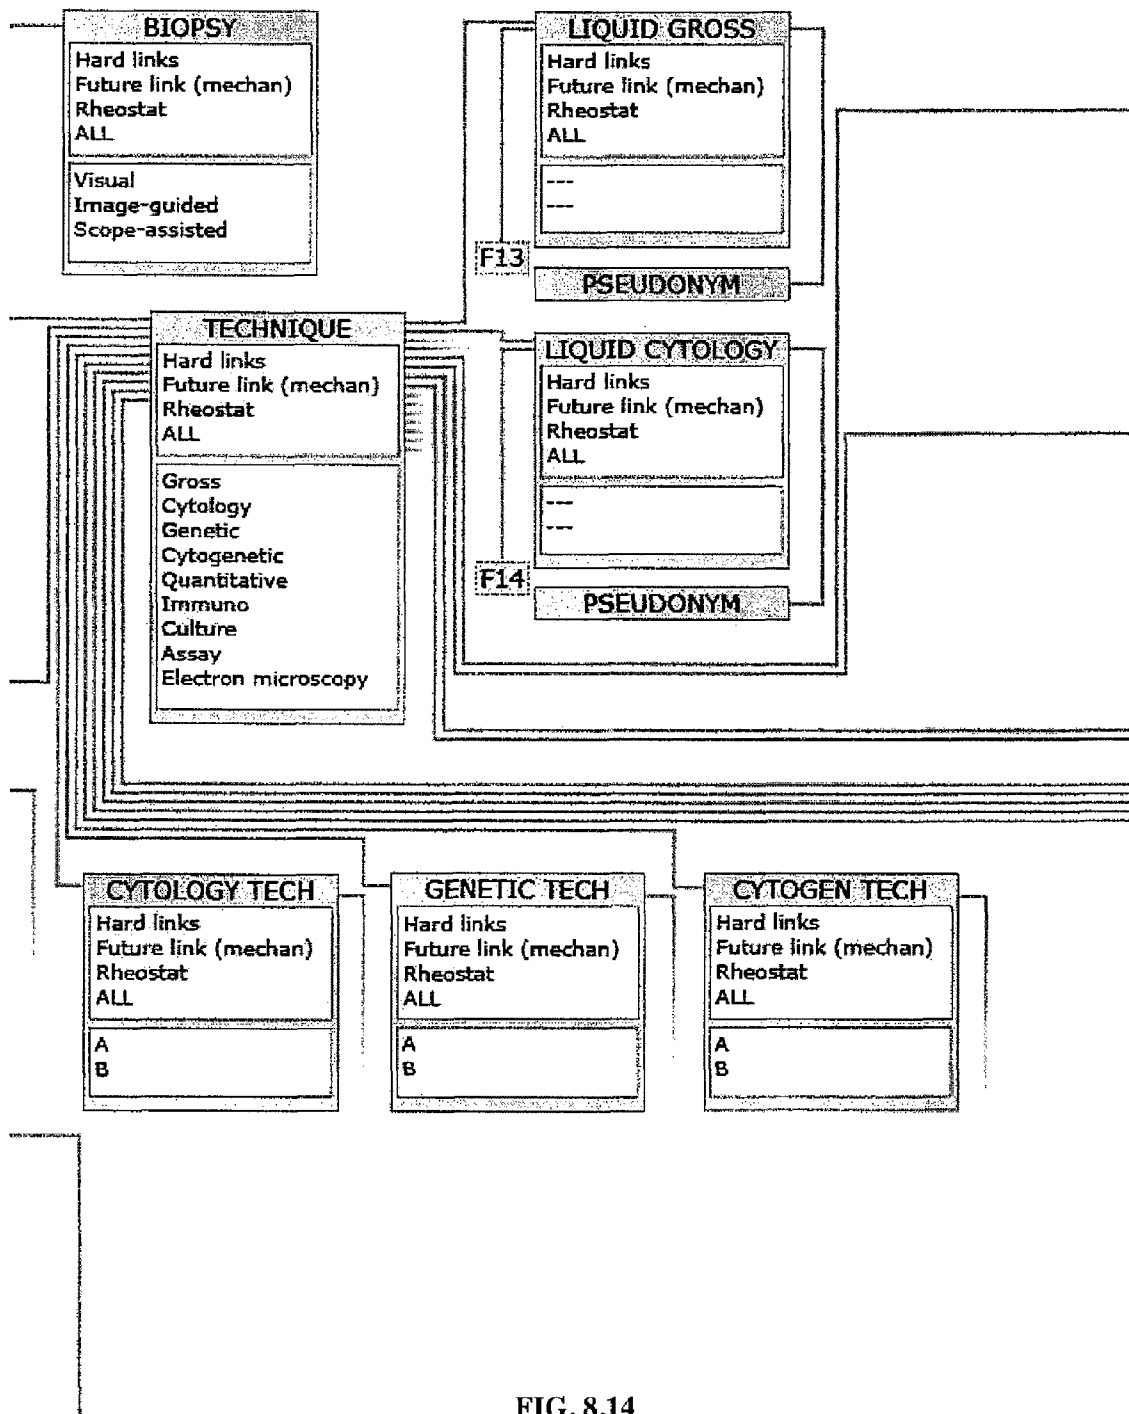 BIOPSY
Hard links
Future link (mechan)
Rheostat
ALL
Visual
Image-guided
Scope-assisted
LIQUID GROSS
Hard links
Future link (mechan)
Rheostat
ALL
---
---
F13
PSEUDONYM
TECHNIQUE
Hard links
Future link (mechan)
Rheostat
ALL
Gross
Cytology
Genetic
Cytogenetic
Quantitative
Immuno
Culture
Assay
Electron microscopy
LIQUID CYTOLOGY
Hard links
Future link (mechan)
Rheostat
ALL
---
---
F14
PSEUDONYM
CYTOLOGY TECH
Hard links
Future link (mechan)
Rheostat
ALL
A
B
GENETIC TECH
Hard links
Future link (mechan)
Rheostat
ALL
A
B
CYTOGEN TECH
Hard links
Future link (mechan)
Rheostat
ALL
A
B
FIG. 8.14